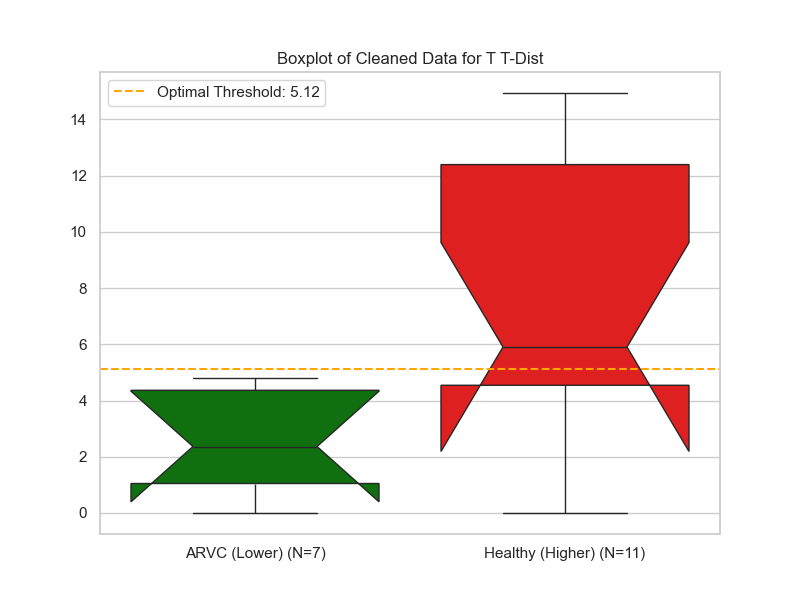 Boxplot of Cleaned Data for T T-Dist
Optimal Threshold: 5.12
14
12
10
8
6
4
2
0
ARVC (Lower) (N=7)
Healthy (Higher) (N=11)